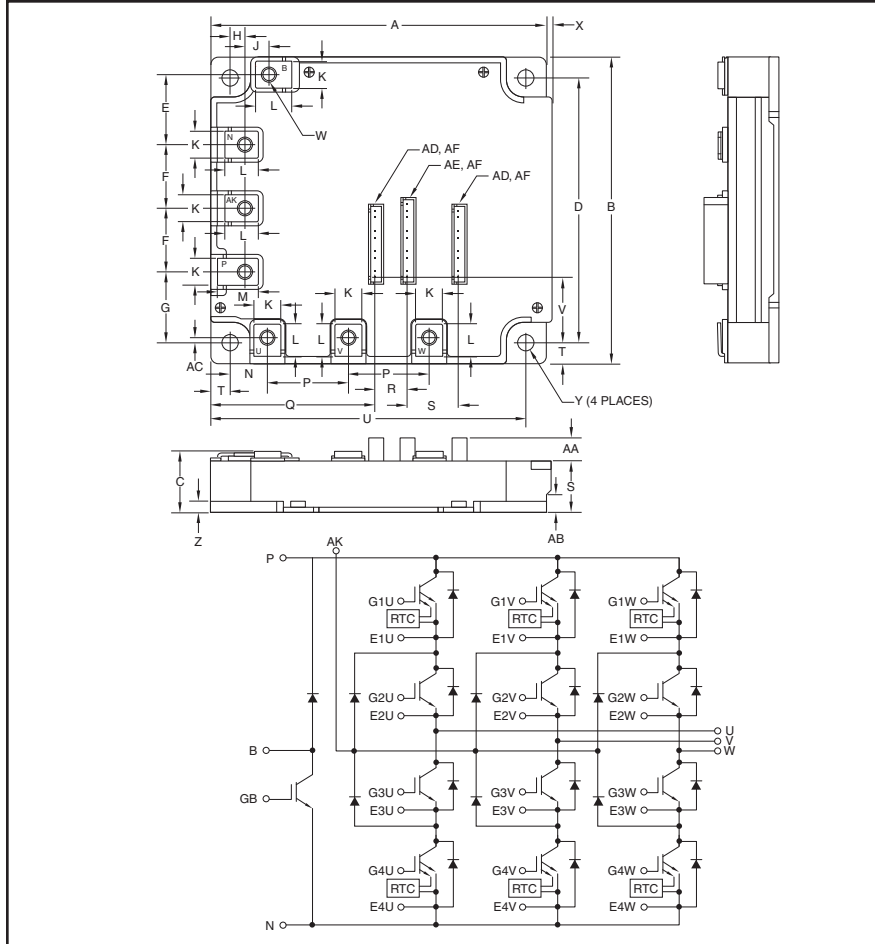 A
X
H
J
B
K
E
L
W
N
K
AD, AF
AE, AF
AD, AF
F
L
AK
K
D
B
F
L
P
K
M
K
K
K
G
V
L
L
L
U
V
W
AC
T
N
P
P
R
S
T
Q
U
Y (4 PLACES)
AA
C
S
Z
AB
AK
P
G1U
G1V
G1W
RTC
RTC
RTC
E1U
E1V
E1W
G2U
G2V
G2W
E2U
E2V
E2W
U
V
W
B
GB
G3U
G3V
G3W
E3U
E3V
E3W
G4U
G4V
G4W
RTC
RTC
RTC
E4U
E4V
E4W
N